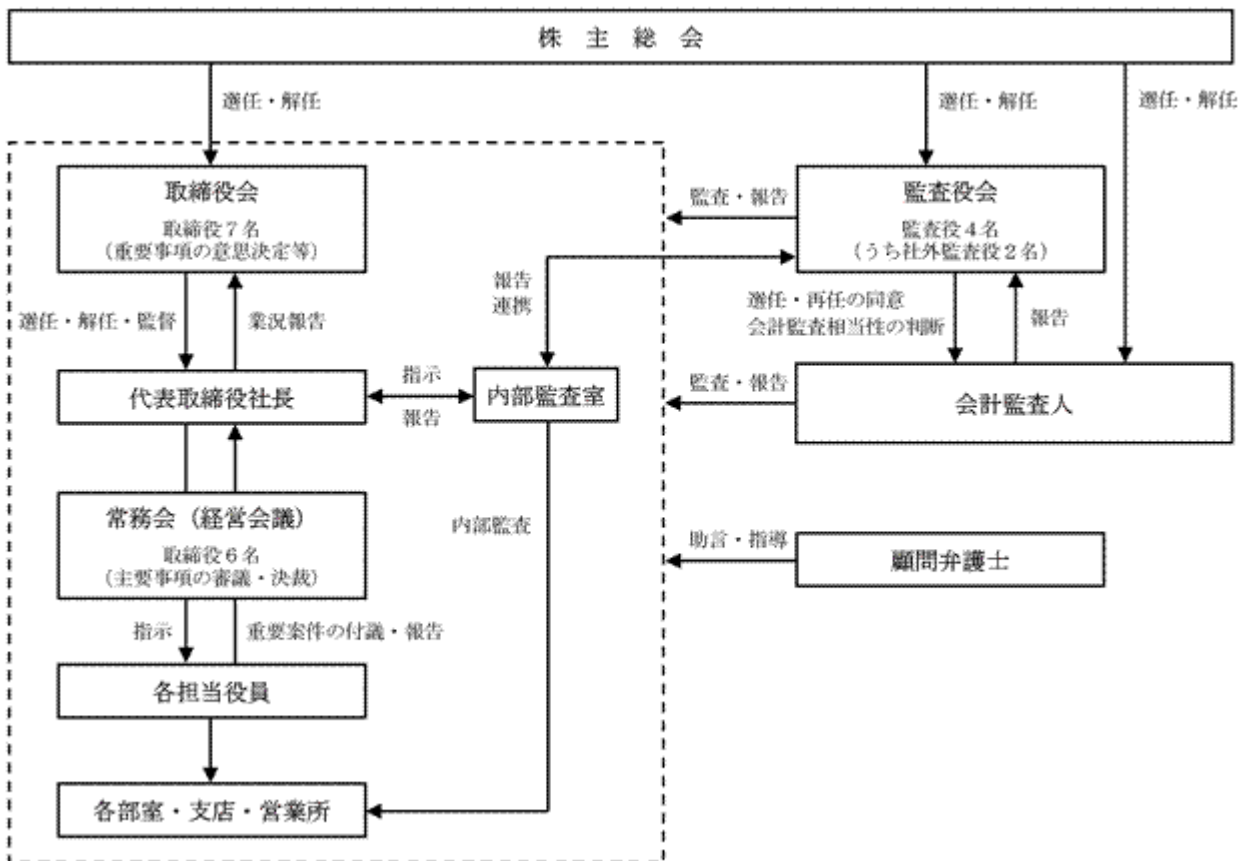 株 主 総 会
選任・解任
選任・解任
選任・解任
取締役会
取締役７名
（重要事項の意思決定等）
監査・報告
監査役会
監査役４名
（うち社外監査役２名）
報告
連携
選任・解任・監督
業況報告
選任・再任の同意
会計監査相当性の判断
報告
代表取締役社長
指示
報告
内部監査室
監査・報告
会計監査人
常務会（経営会議）
取締役６名
（主要事項の審議・決裁）
内部監査
助言・指導
顧問弁護士
指示
重要案件の付議・報告
各担当役員
各部室・支店・営業所